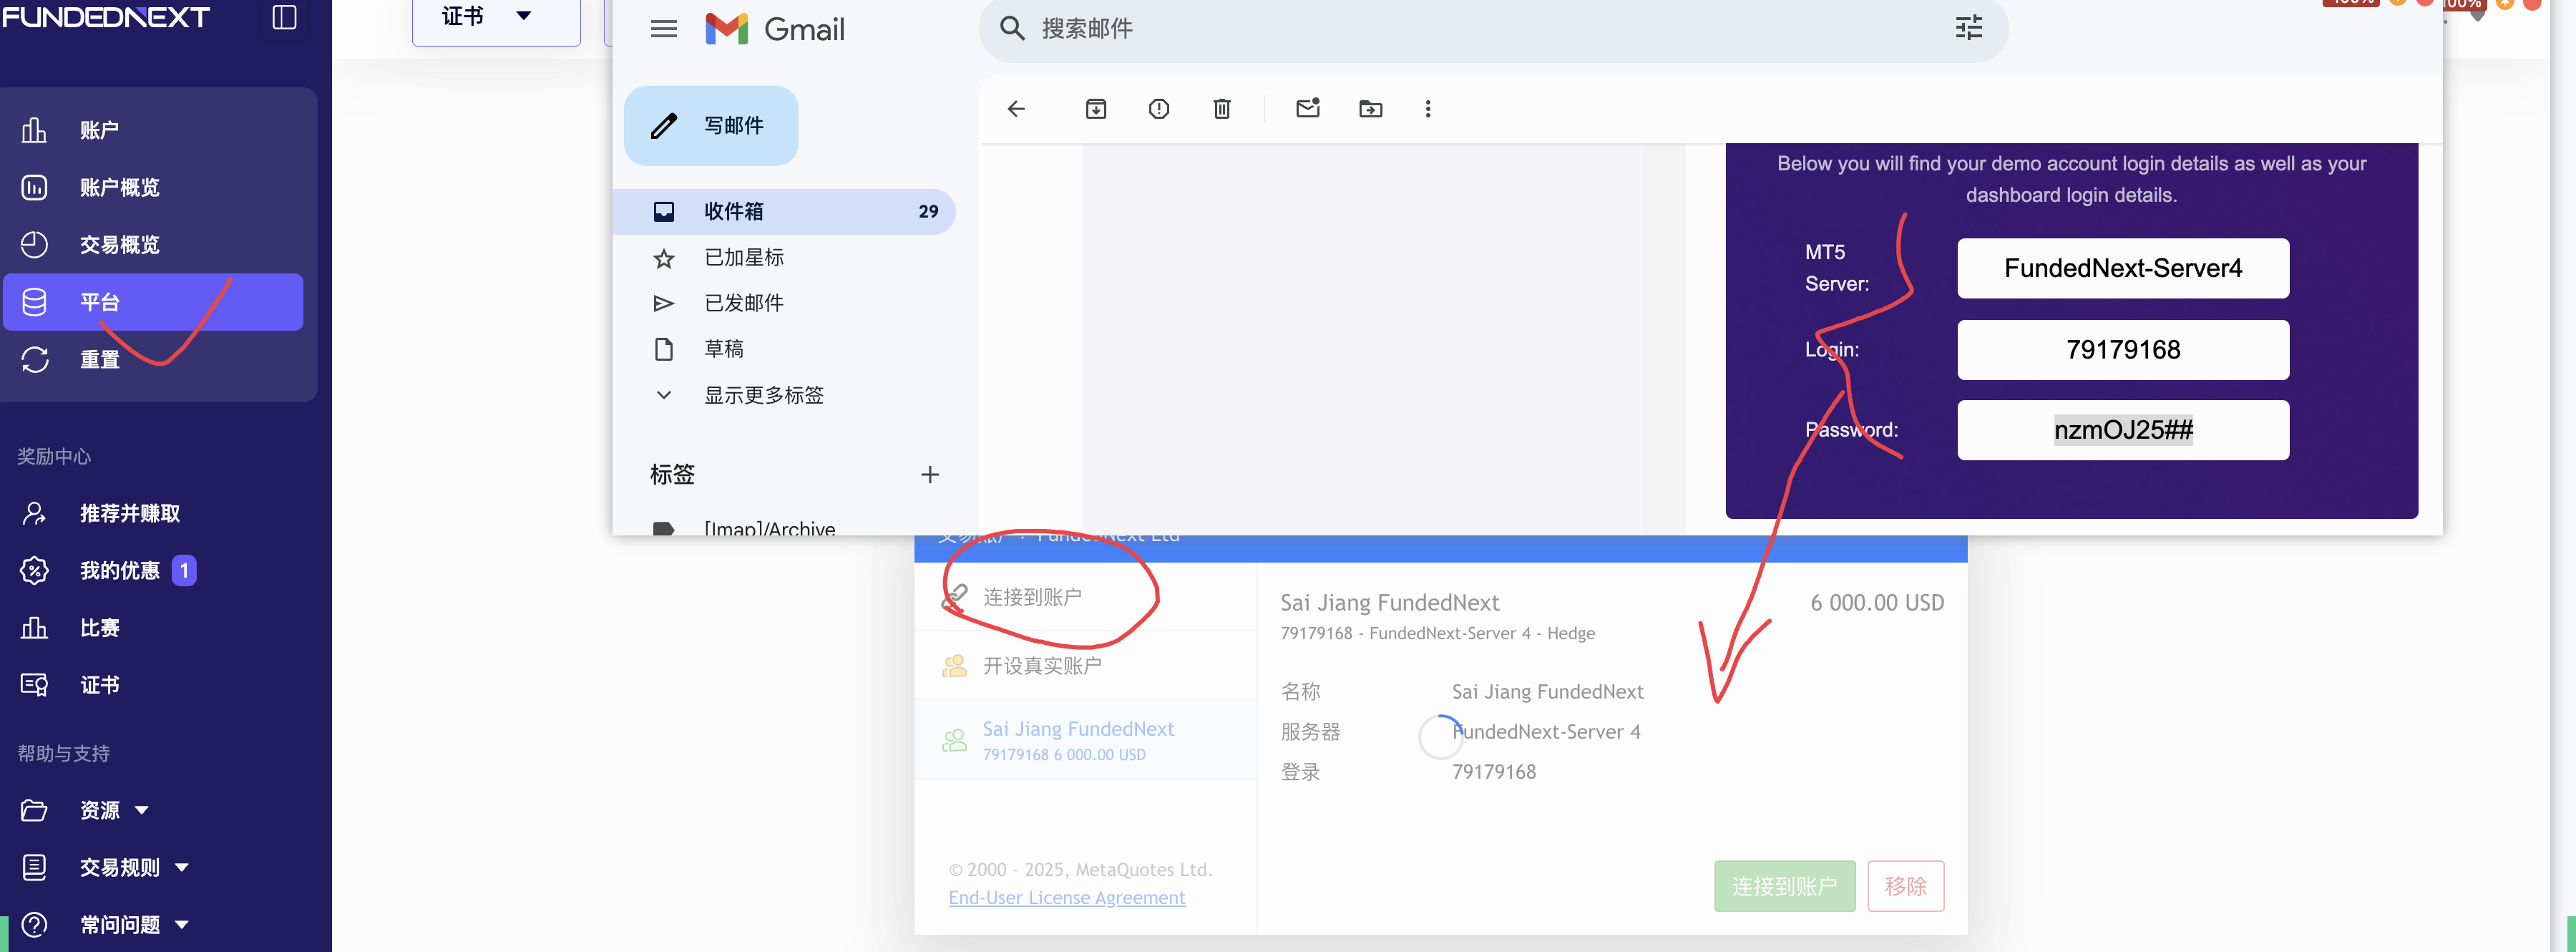 FUNDEDNEXT
账户
账户概览
交易概览
平台
重置
奖励中心
推荐并赚取
我的优惠 1
比赛
证书
帮助与支持
资源
交易规则
常问问题
证书
Gmail
搜索邮件
100%
写邮件
收件箱 29
已加星标
已发邮件
草稿
显示更多标签
标签
[Imap]/Archive
Below you will find your demo account login details as well as your
dashboard login details.
MT5
Server:
FundedNext-Server4
Login:
79179168
Password:
nzmOJ25##
交易账户: FundedNext Ltd
连接到账户
开设真实账户
Sai Jiang FundedNext
79179168 6 000.00 USD
© 2000 - 2025, MetaQuotes Ltd.
End-User License Agreement
Sai Jiang FundedNext 6 000.00 USD
79179168 - FundedNext-Server 4 - Hedge
名称 Sai Jiang FundedNext
服务器 FundedNext-Server 4
登录 79179168
连接到账户 移除